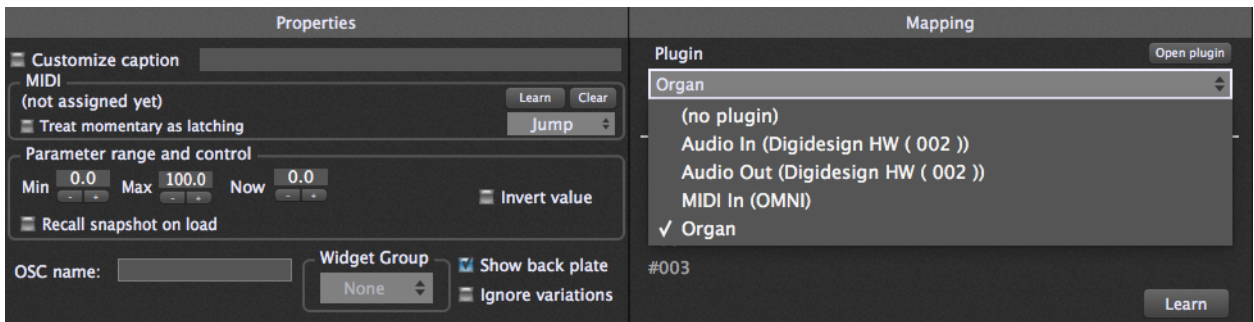 Properties
Customize caption
MIDI
(not assigned yet)
Learn
Clear
Treat momentary as latching
Jump
Parameter range and control
Min
0.0
Max
100.0
Now
0.0
- +
- +
- +
Invert value
Recall snapshot on load
OSC name:
Widget Group
None
Show back plate
Ignore variations
Mapping
Plugin
Open plugin
Organ
(no plugin)
Audio In (Digidesign HW ( 002 ))
Audio Out (Digidesign HW ( 002 ))
MIDI In (OMNI)
✓ Organ
#003
Learn